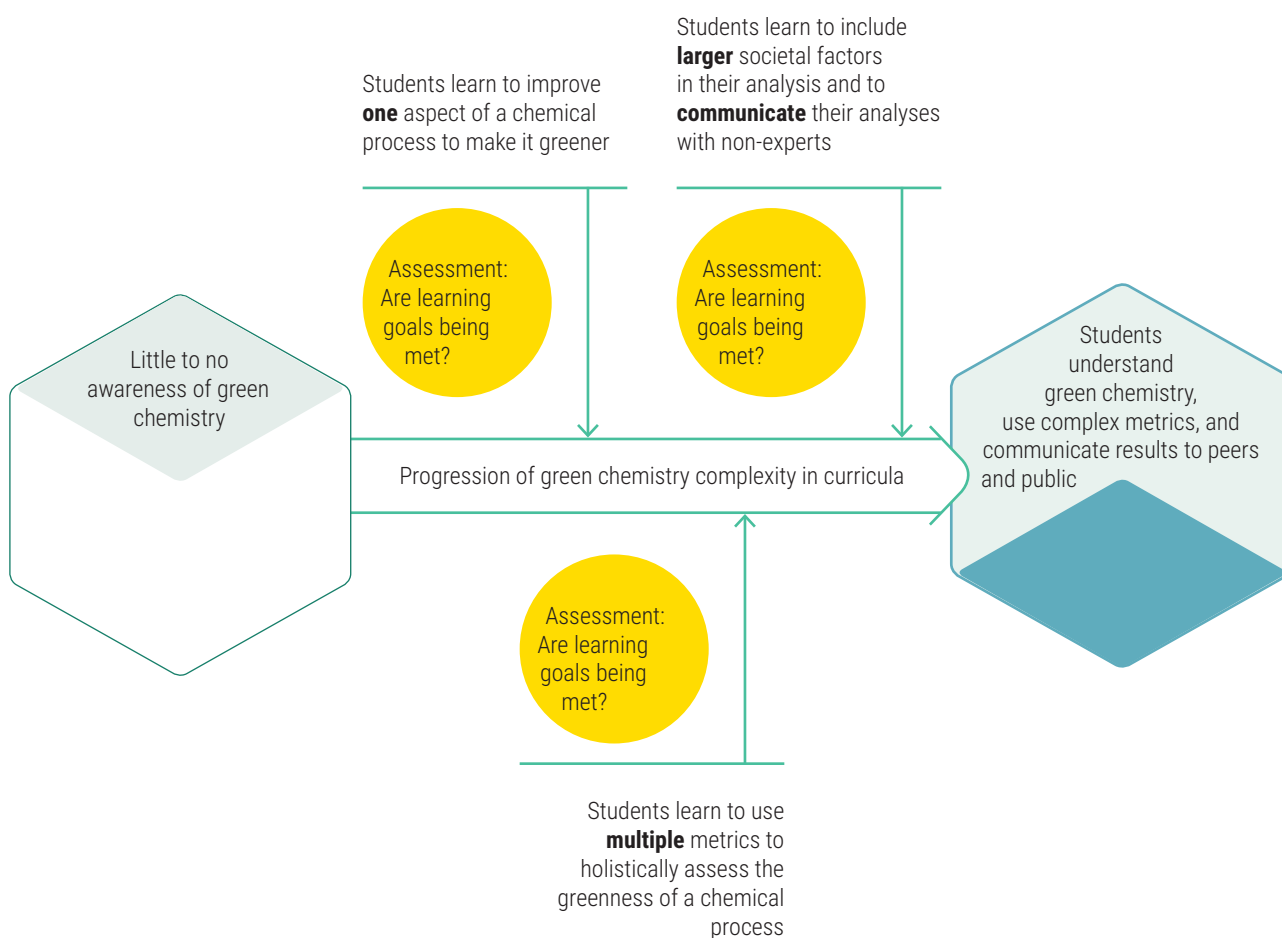 Students learn to improve
one aspect of a chemical
process to make it greener
Students learn to include
larger societal factors
in their analysis and to
communicate their analyses
with non-experts
Assessment:
Are learning
goals being
met?
Assessment:
Are learning
goals being
met?
Little to no
awareness of green
chemistry
Progression of green chemistry complexity in curricula
Students
understand
green chemistry,
use complex metrics, and
communicate results to peers
and public
Assessment:
Are learning
goals being
met?
Students learn to use
multiple metrics to
holistically assess the
greenness of a chemical
process